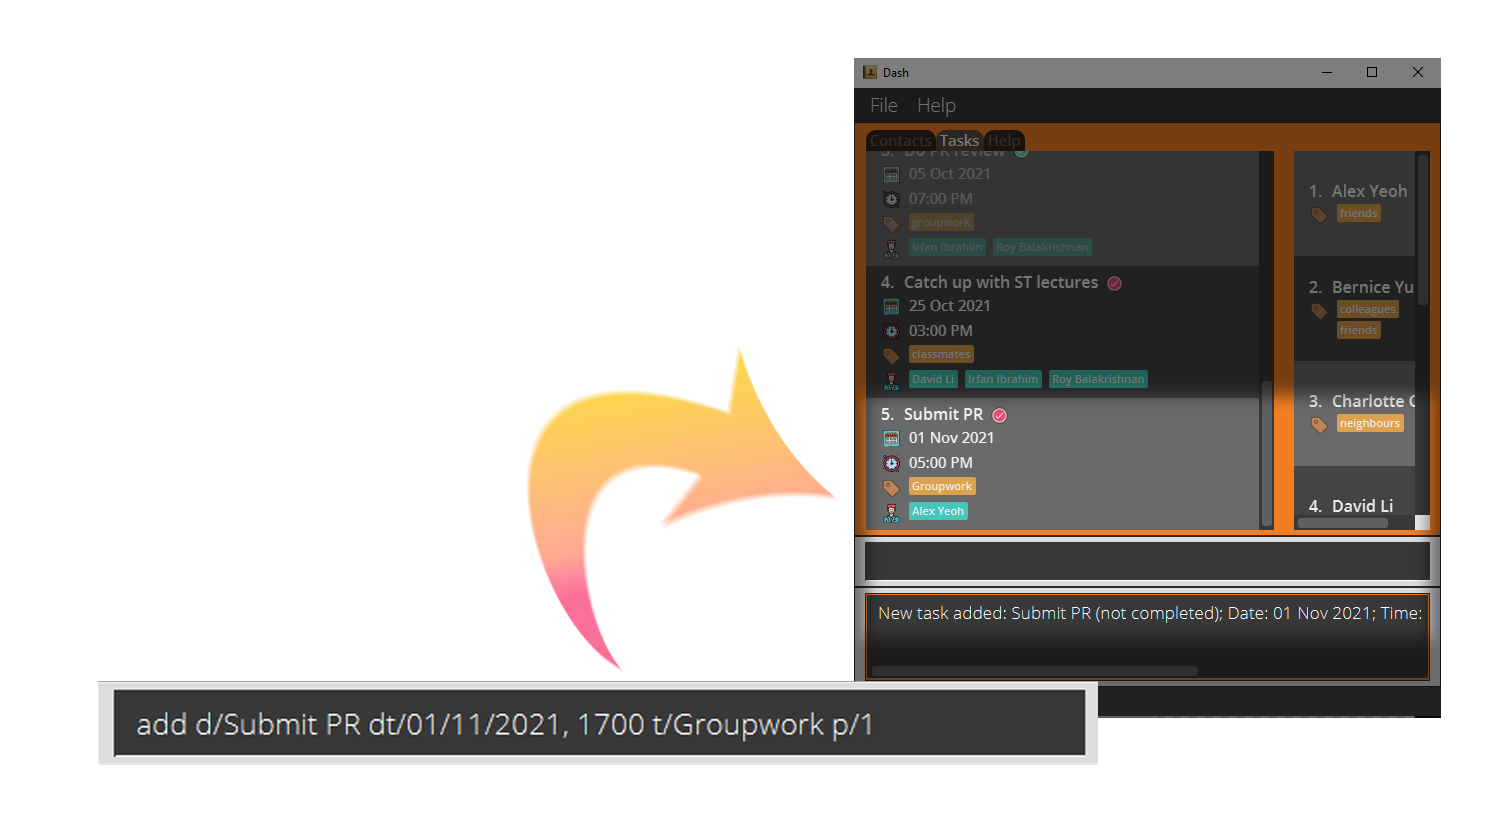 Dash
File Help
Contacts Tasks Help
3. Do PR review
05 Oct 2021
07:00 PM
groupwork
Irfan Ibrahim Roy Balakrishnan
4. Catch up with ST lectures
25 Oct 2021
03:00 PM
classmates
David Li Irfan Ibrahim Roy Balakrishnan
5. Submit PR
01 Nov 2021
05:00 PM
Groupwork
Alex Yeoh
1. Alex Yeoh
friends
2. Bernice Yu
colleagues
friends
3. Charlotte
neighbours
4. David Li
New task added: Submit PR (not completed); Date: 01 Nov 2021; Time:
add d/Submit PR dt/01/11/2021, 1700 t/Groupwork p/1